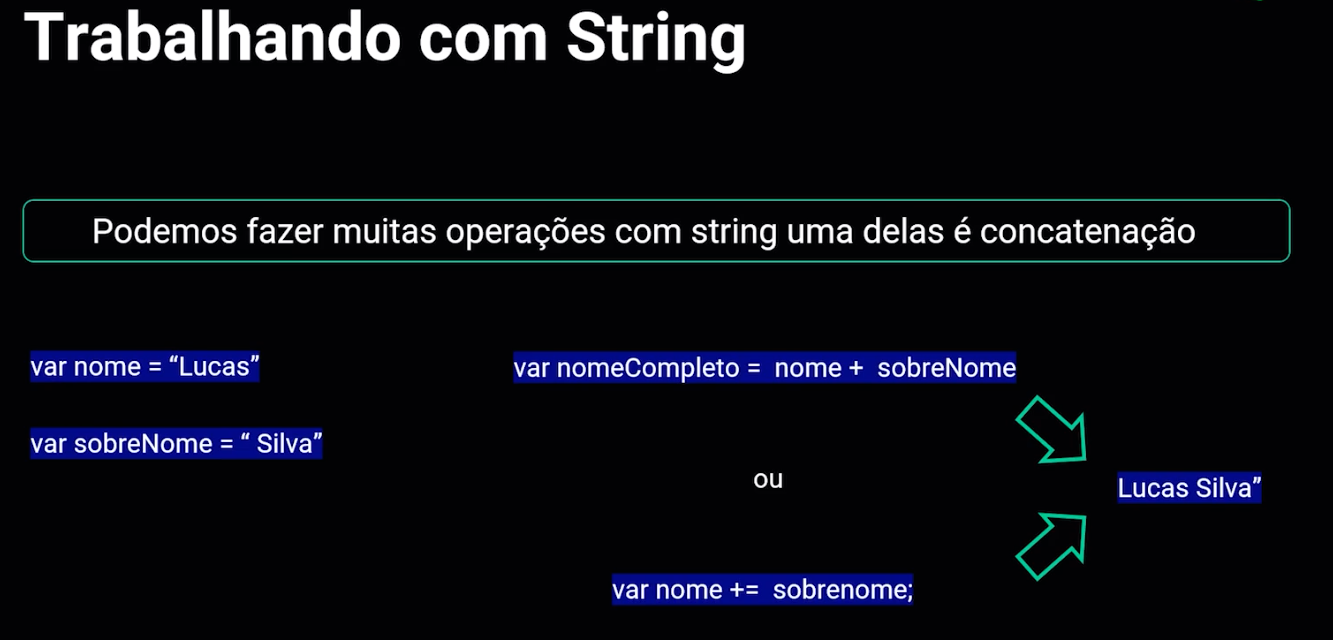 Trabalhando com String
Podemos fazer muitas operações com string uma delas é concatenação
var nome = “Lucas”
var nomeCompleto =  nome +  sobreNome
var sobreNome = “ Silva”
ou
Lucas Silva”
var nome +=  sobrenome;